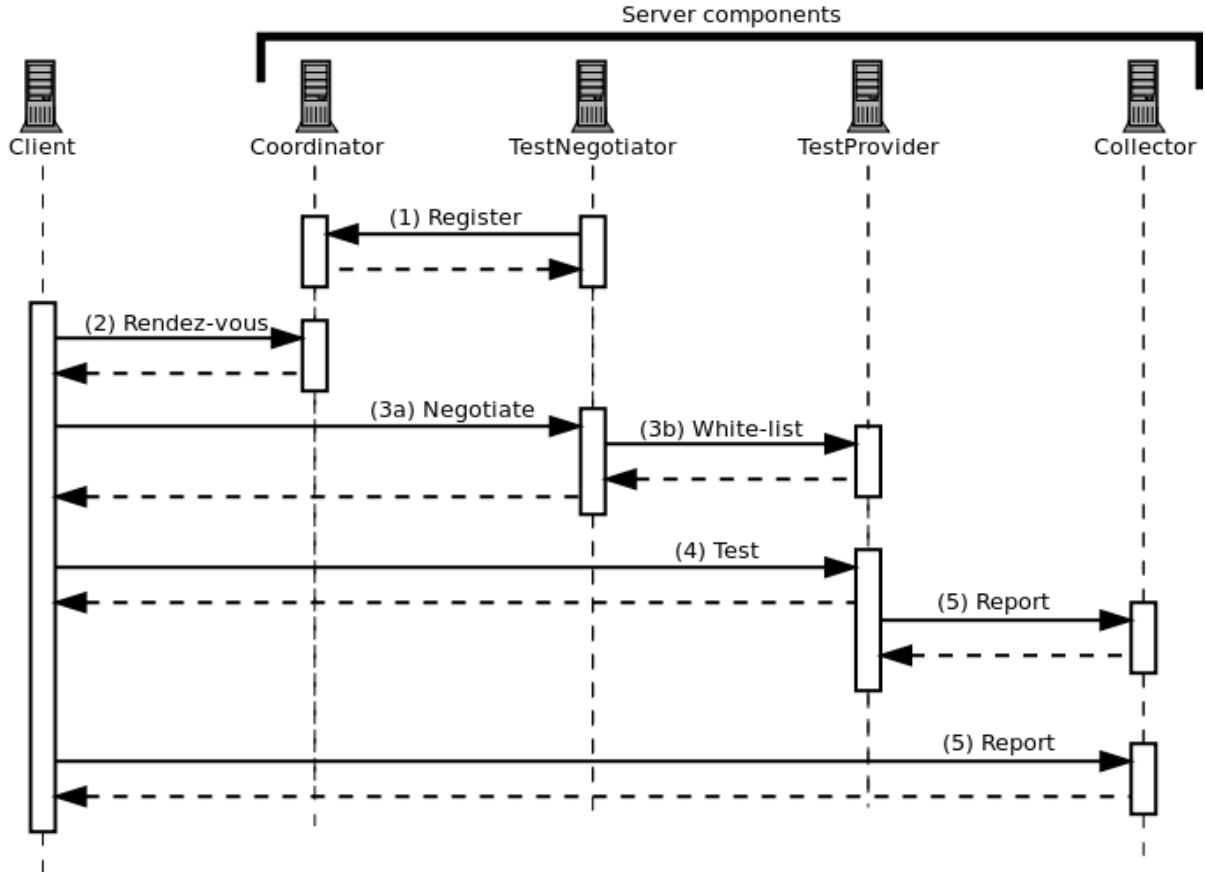 Server components
Client
Coordinator
TestNegotiator
TestProvider
Collector
(1) Register
(2) Rendez-vous
(3a) Negotiate
(3b) White-list
(4) Test
(5) Report
(5) Report